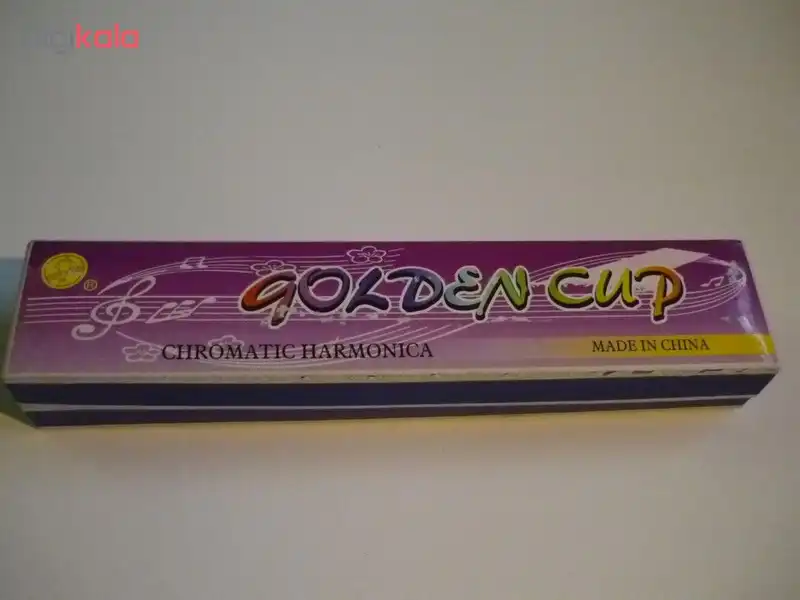 digikala
®
GOLDEN CUP
CHROMATIC HARMONICA
MADE IN CHINA